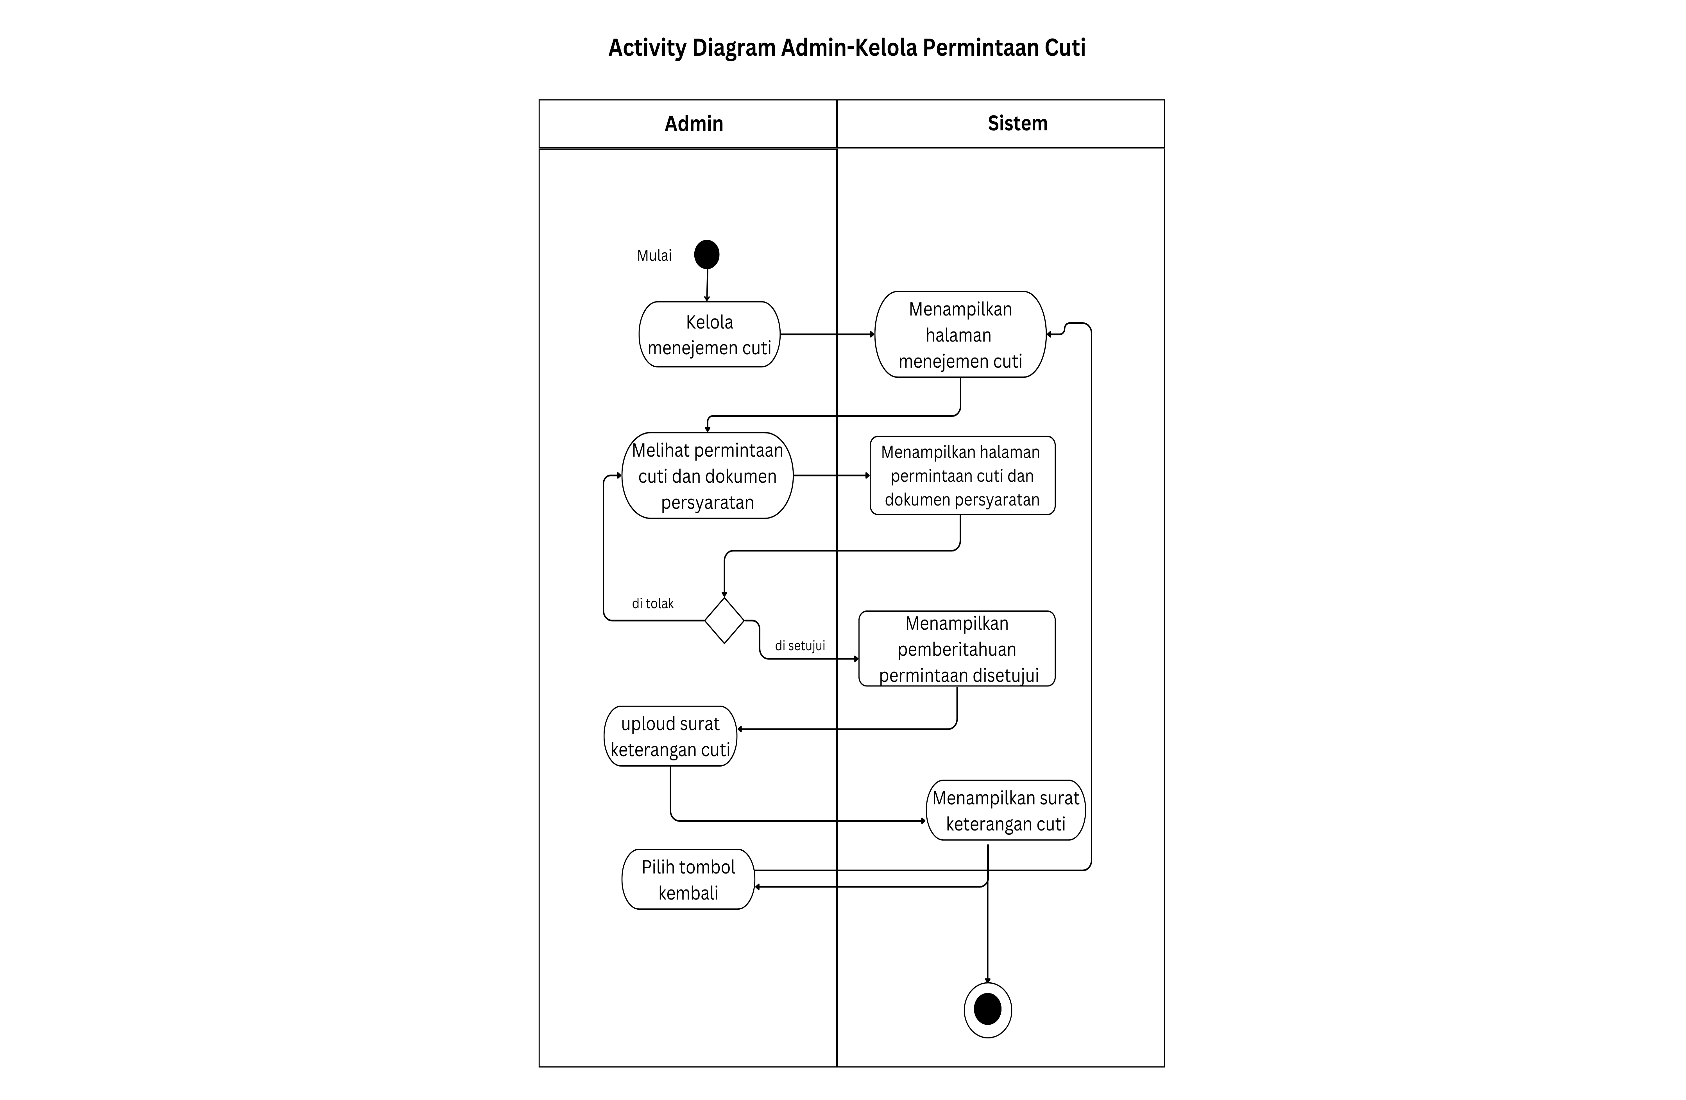 Activity Diagram Admin-Kelola Permintaan Cuti
Admin
Sistem
Mulai
Kelola
menejemen cuti
Menampilkan
halaman
menejemen cuti
Melihat permintaan
cuti dan dokumen
persyaratan
Menampilkan halaman
permintaan cuti dan
dokumen persyaratan
di tolak
di setujui
Menampilkan
pemberitahuan
permintaan disetujui
uploud surat
keterangan cuti
Menampilkan surat
keterangan cuti
Pilih tombol
kembali